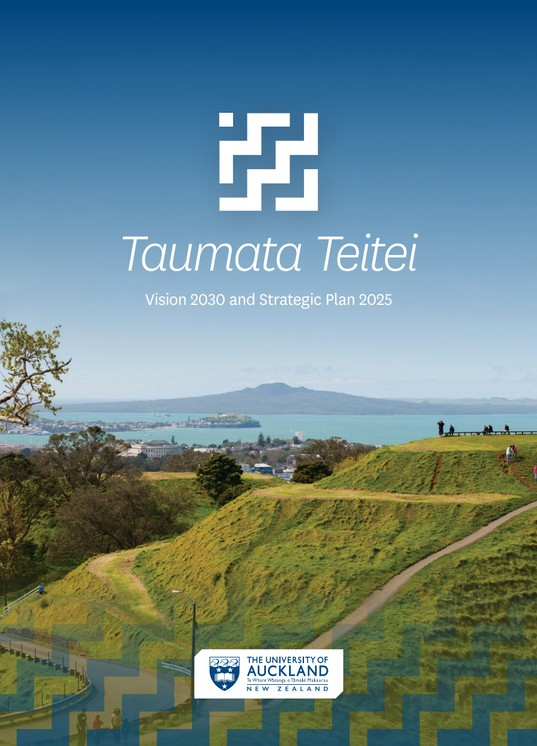 Taumata Teitei
Vision 2030 and Strategic Plan 2025
THE UNIVERSITY OF
AUCKLAND
Te Whare Wānanga o Tāmaki Makaurau
NEW ZEALAND